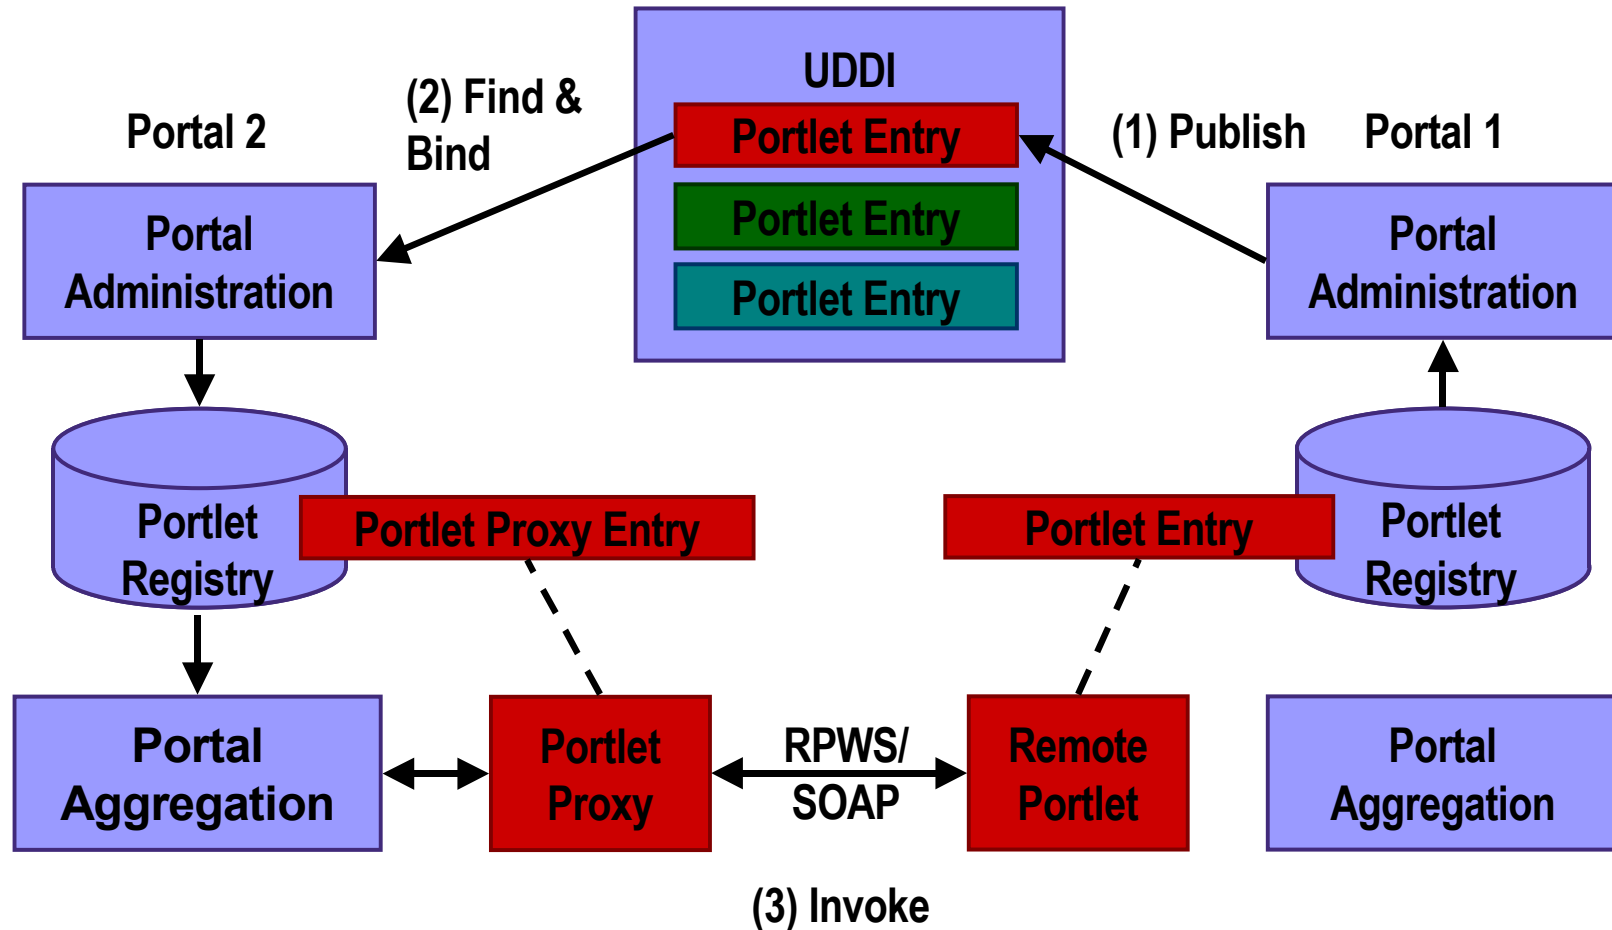 UDDI
(2) Find &
Bind
Portal 2
Portlet Entry
(1) Publish
Portal 1
Portlet Entry
Portlet Entry
Portal
Administration
Portal
Administration
Portlet
Registry
Portlet Proxy Entry
Portlet Entry
Portlet
Registry
Portal
Aggregation
Portlet
Proxy
RPWS/
SOAP
Remote
Portlet
Portal
Aggregation
(3) Invoke